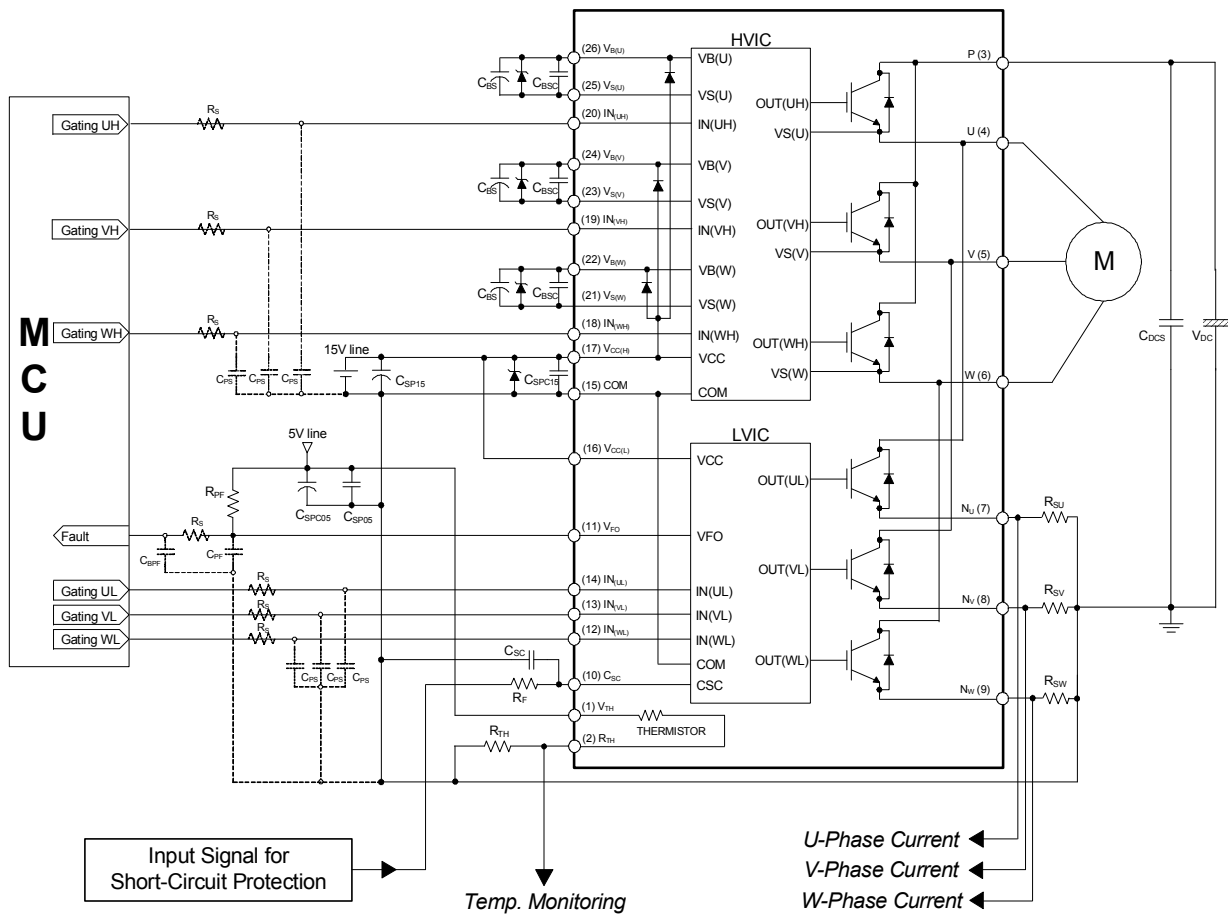 HVIC
(26) VB(U)
VB(U)
P (3)
CBS
CBSC
(25) VS(U)
VS(U)
OUT(UH)
RS
Gating UH
(20) IN(UH)
IN(UH)
VS(U)
U (4)
(24) VB(V)
VB(V)
CBS
CBSC
(23) VS(V)
VS(V)
RS
Gating VH
(19) IN(VH)
IN(VH)
OUT(VH)
VS(V)
V (5)
M
(22) VB(W)
VB(W)
CBS
CBSC
(21) VS(W)
VS(W)
RS
MCU
Gating WH
(18) IN(WH)
IN(WH)
OUT(WH)
CDCS
VDC
15V line
(17) VCC(H)
VCC
VS(W)
W (6)
CPS
CPS
CPS
CSP15
CSPC15
(15) COM
COM
LVIC
5V line
(16) VCC(L)
VCC
OUT(UL)
RPF
CSPC05
CSP05
NU (7)
RSU
RS
Fault
(11) VFO
VFO
CBPF
CPF
OUT(VL)
RS
Gating UL
(14) IN(UL)
IN(UL)
RS
Gating VL
(13) IN(VL)
IN(VL)
NV (8)
RSV
RS
Gating WL
(12) IN(WL)
IN(WL)
CSC
COM
OUT(WL)
CPS
CPS
CPS
RF
(10) CSC
CSC
NW (9)
RSW
(1) VTH
THERMISTOR
RTH
(2) RTH
Input Signal for
Short-Circuit Protection
Temp. Monitoring
U-Phase Current
V-Phase Current
W-Phase Current